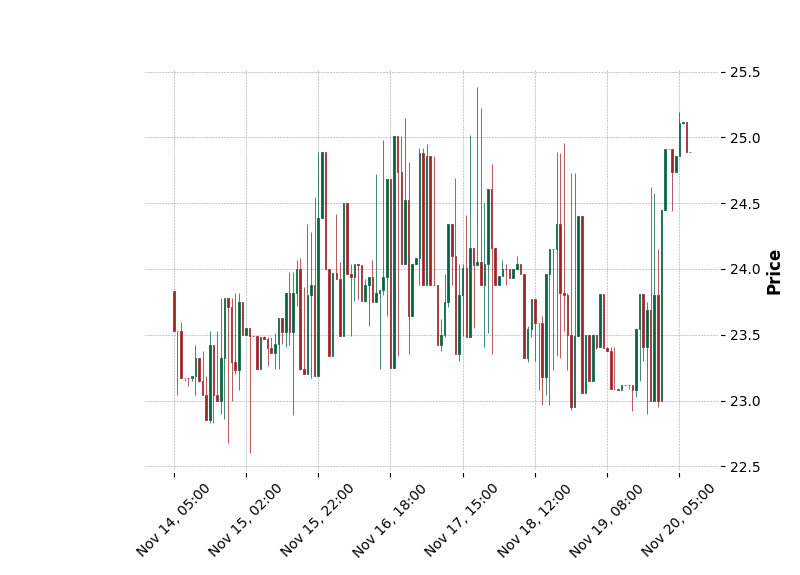 25.5
25.0
24.5
24.0
23.5
23.0
22.5
Price
Nov 14, 05:00
Nov 15, 02:00
Nov 15, 22:00
Nov 16, 18:00
Nov 17, 15:00
Nov 18, 12:00
Nov 19, 08:00
Nov 20, 05:00